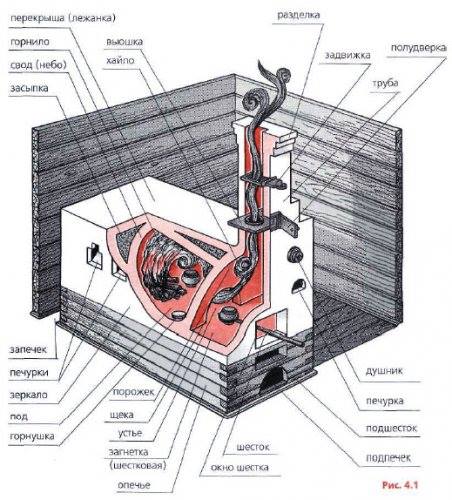 перекрыша (лежанка)
горнило
свод (небо)
засыпка
вьюшка
хайло
разделка
задвижка
полудверка
труба
запечек
печурки
зеркало
под
горнушка
порожек
щека
устье
загнетка
(шестковая)
опечье
шесток
окно шестка
душник
печурка
подшесток
подпечек
Рис. 4.1